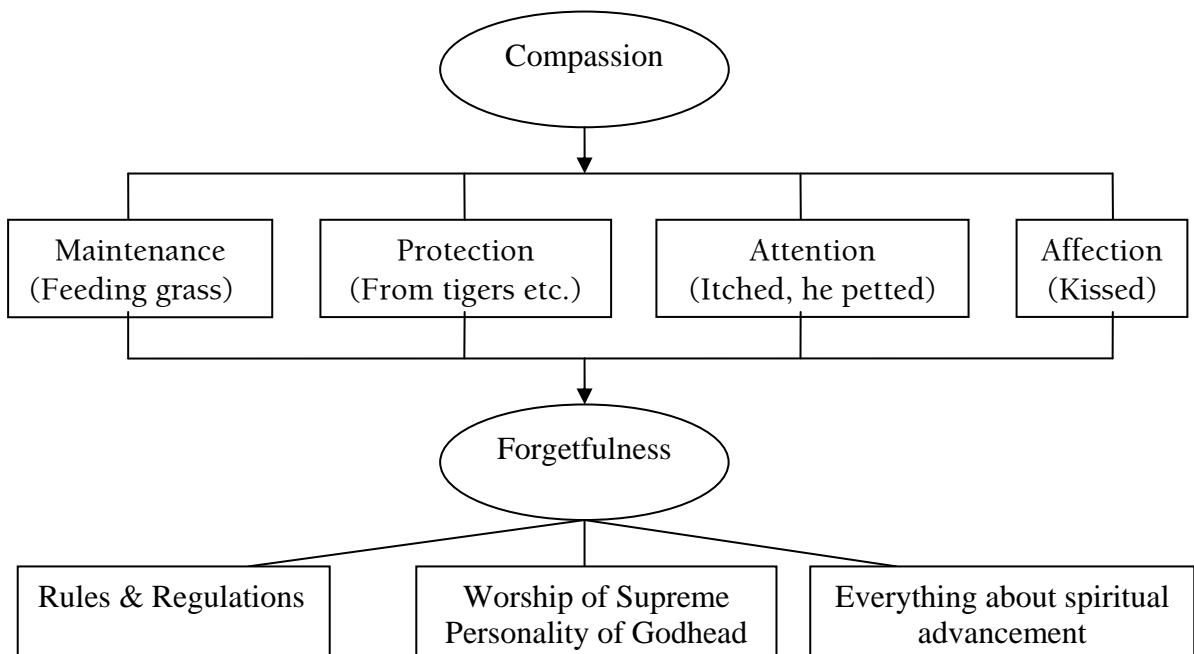 Compassion
Maintenance
(Feeding grass)
Protection
(From tigers etc.)
Attention
(Itched, he petted)
Affection
(Kissed)
Forgetfulness
Rules & Regulations
Worship of Supreme
Personality of Godhead
Everything about spiritual
advancement